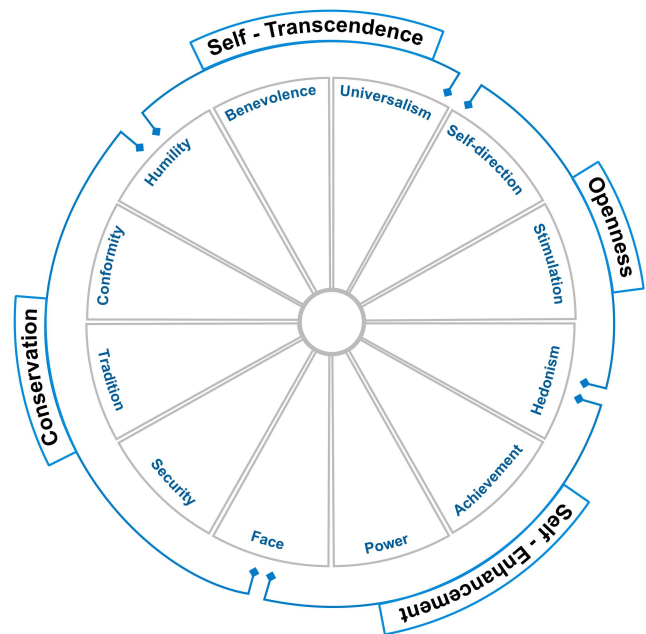 Self - Transcendence
Benevolence
Universalism
Humility
Self-direction
Openness
Conformity
Stimulation
Conservation
Tradition
Hedonism
Security
Achievement
Face
Power
Self - Enhancement